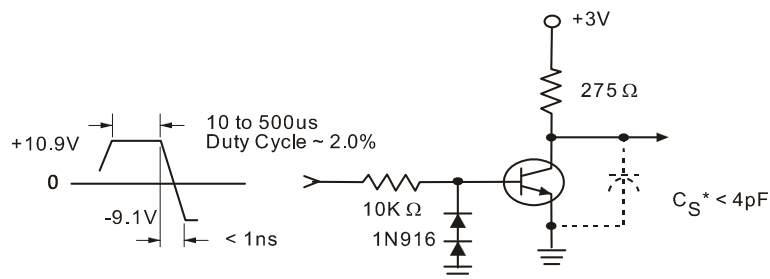 +3V
275 Ω
10 to 500us
Duty Cycle ~ 2.0%
+10.9V
0
-9.1V
< 1ns
10K Ω
1N916
C_S* < 4pF